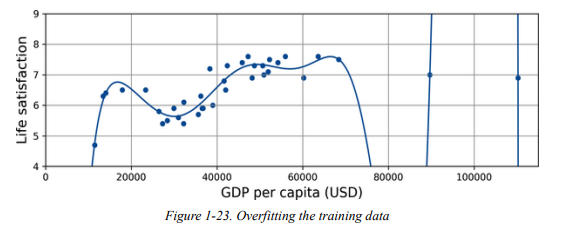 9
8
7
6
5
4
Life satisfaction
0 20000 40000 60000 80000 100000
GDP per capita (USD)
Figure 1-23. Overfitting the training data